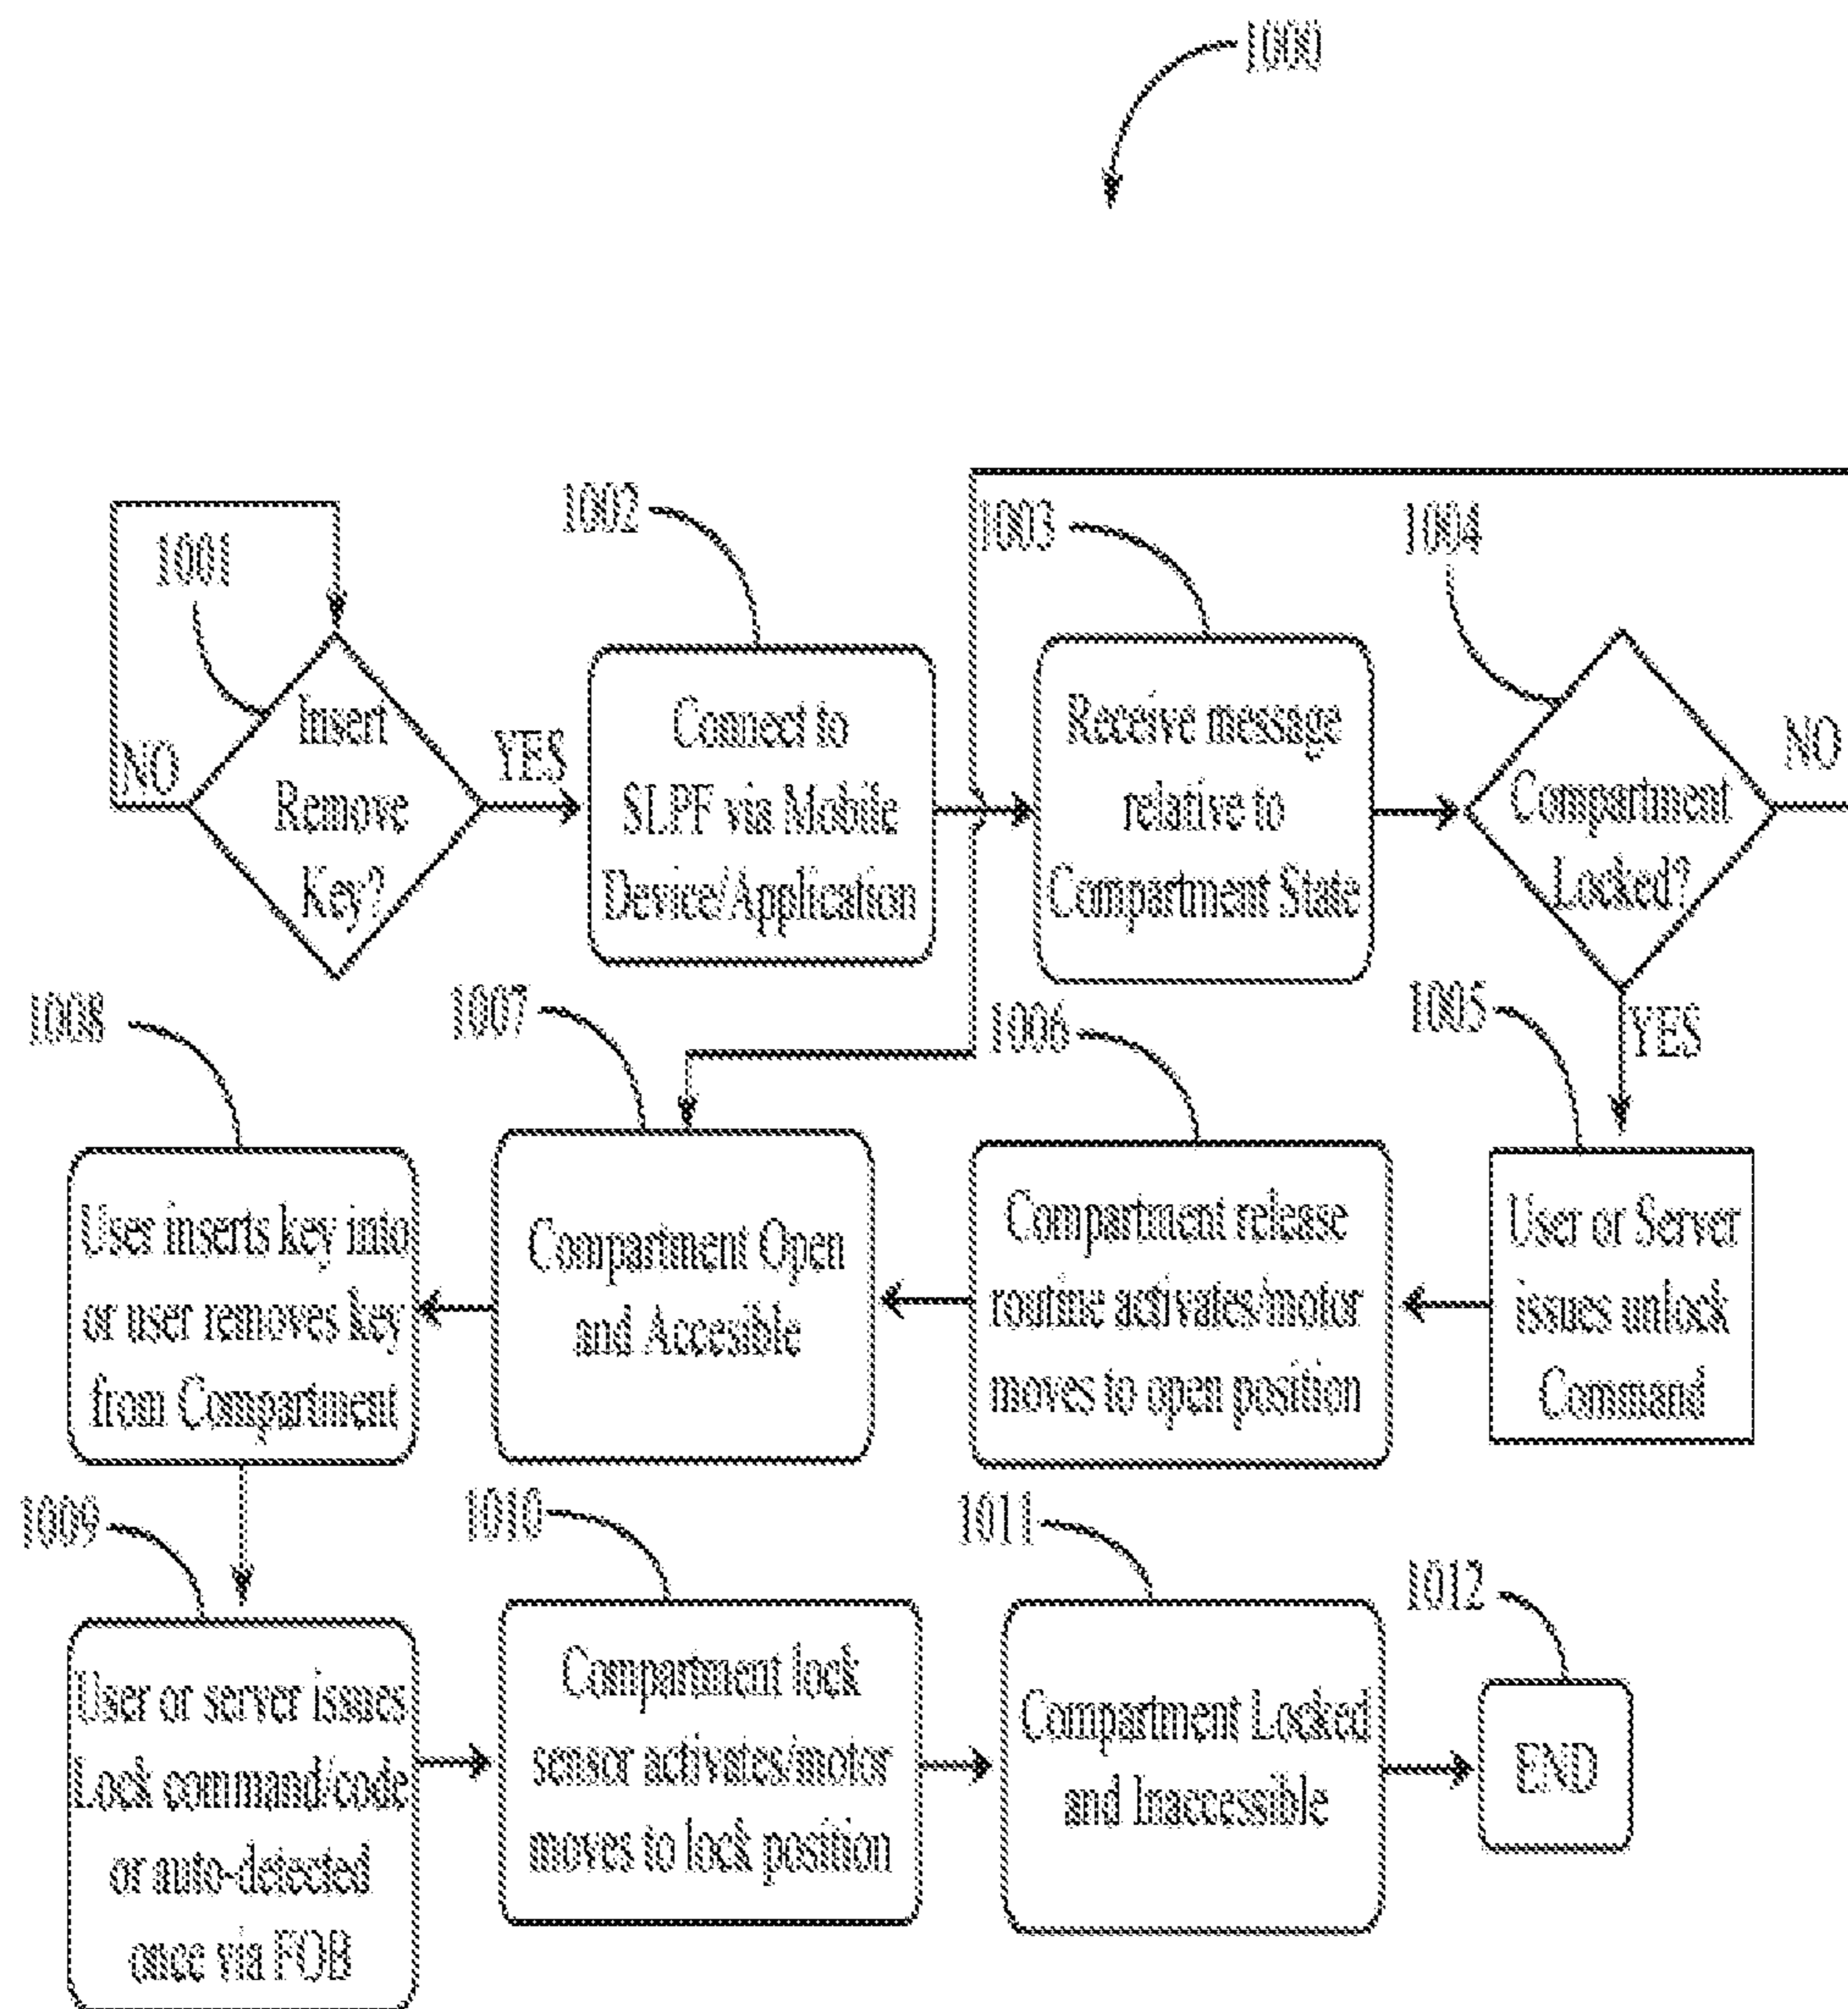 1000
1001
Insert
Remove
Key?
NO
YES
1002
Connect to
SLPF via Mobile
Device/Application
1003
Receive message
relative to
Compartment State
1004
Compartment
Locked?
NO
YES
1005
User or Server
issues unlock
Command
1006
Compartment release
routine activates/motor
moves to open position
1007
Compartment Open
and Accesible
1008
User inserts key into
or user removes key
from Compartment
1009
User or server issues
Lock command/code
or auto-detected
once via FOB
1010
Compartment lock
sensor activates/motor
moves to lock position
1011
Compartment Locked
and Inaccessible
1012
END